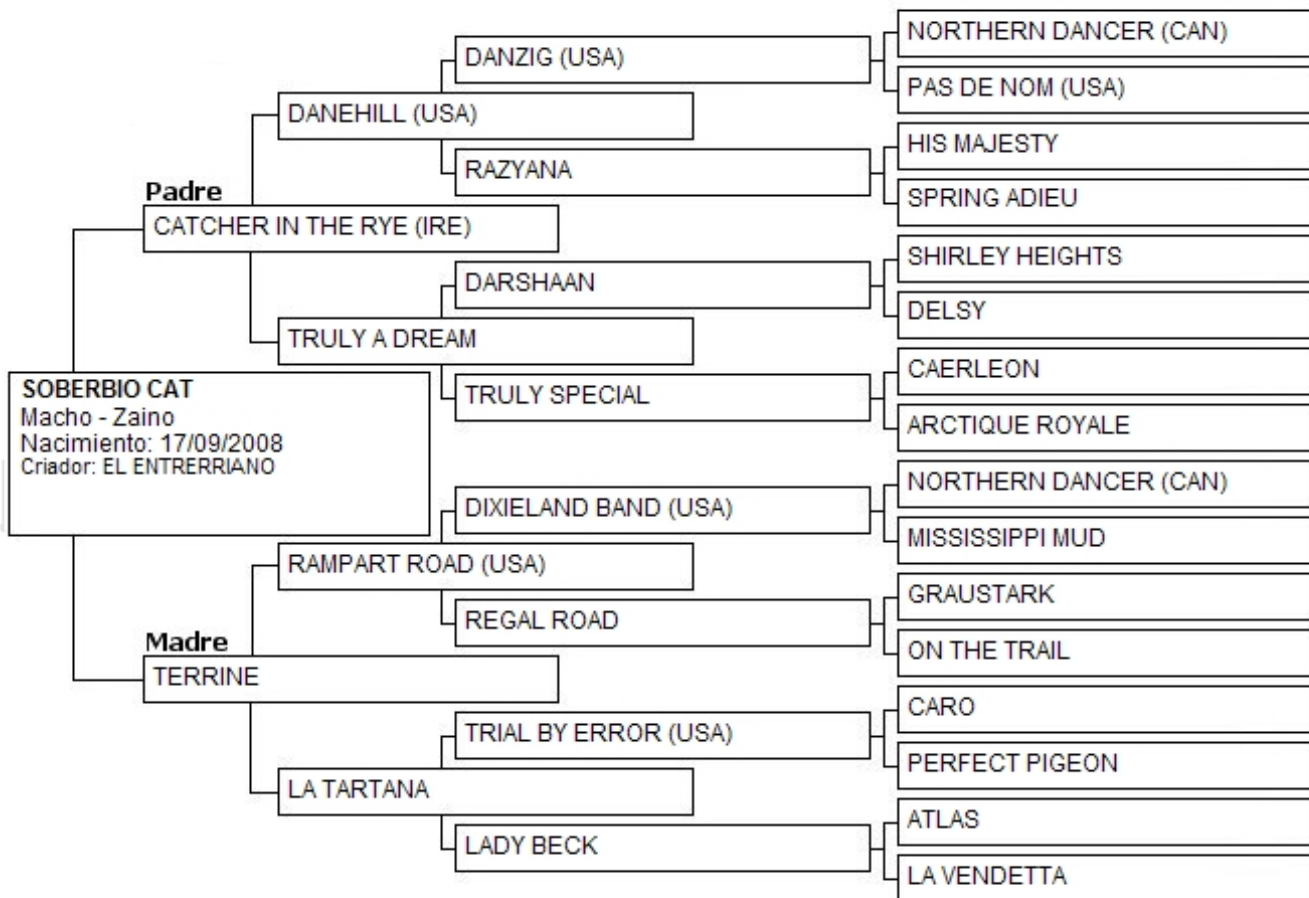 NORTHERN DANCER (CAN)
DANZIG (USA)
PAS DE NOM (USA)
DANEHILL (USA)
HIS MAJESTY
RAZYANA
SPRING ADIEU
Padre
CATCHER IN THE RYE (IRE)
SHIRLEY HEIGHTS
DARSHAAN
DELSY
TRULY A DREAM
CAERLEON
TRULY SPECIAL
ARCTIQUE ROYALE
SOBERBIO CAT
Macho - Zaino
Nacimiento: 17/09/2008
Criador: EL ENTRERRIANO
NORTHERN DANCER (CAN)
DIXIELAND BAND (USA)
MISSISSIPPI MUD
RAMPART ROAD (USA)
GRAUSTARK
REGAL ROAD
ON THE TRAIL
Madre
TERRINE
CARO
TRIAL BY ERROR (USA)
PERFECT PIGEON
LA TARTANA
ATLAS
LADY BECK
LA VENDETTA